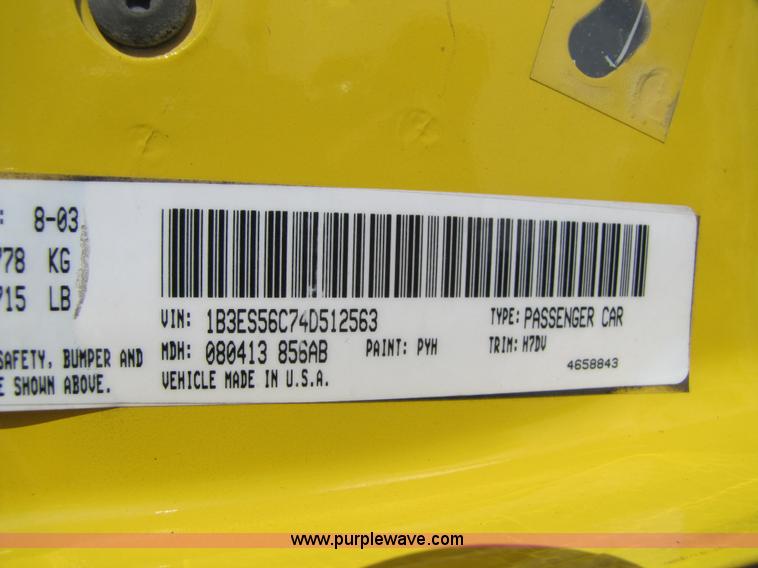 : 8-03
778 KG
715 LB
SAFETY, BUMPER AND
E SHOWN ABOVE.
VIN: 1B3ES56C74D512563
TYPE: PASSENGER CAR
MDH: 080413 856AB
PAINT: PYH
TRIM: H7DV
VEHICLE MADE IN U.S.A.
4658843
www.purplewave.com